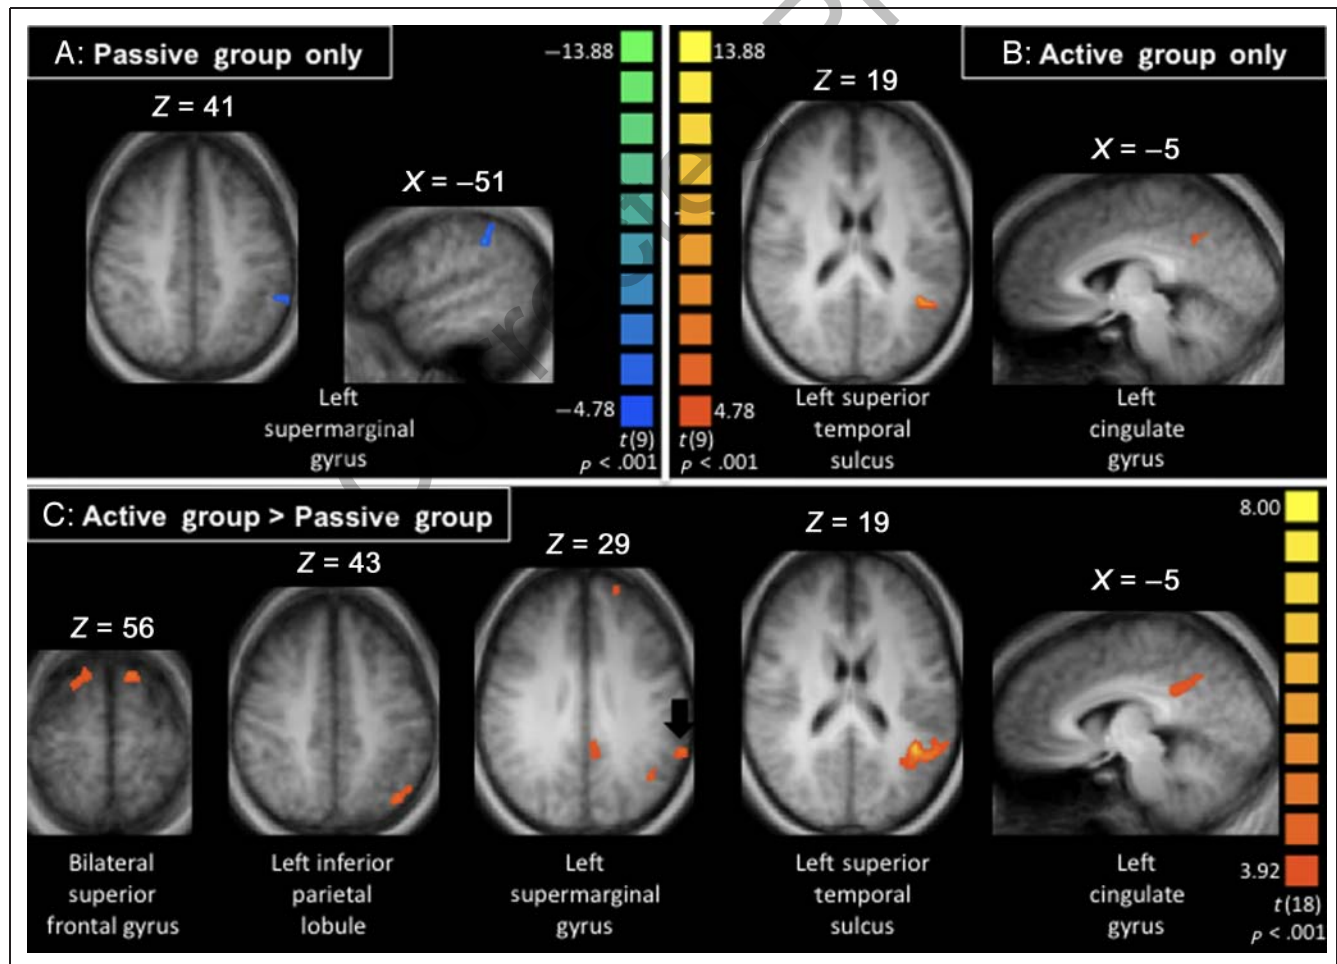 A: Passive group only
Z = 41
X = –51
Left
supermarginal
gyrus
–13.88
–4.78
t(9)
p < .001
13.88
4.78
t(9)
p < .001
B: Active group only
Z = 19
X = –5
Left superior
temporal
sulcus
Left
cingulate
gyrus
C: Active group > Passive group
Z = 56
Z = 43
Z = 29
Z = 19
X = –5
Bilateral
superior
frontal gyrus
Left inferior
parietal
lobule
Left
supermarginal
gyrus
Left superior
temporal
sulcus
Left
cingulate
gyrus
8.00
3.92
t(18)
p < .001